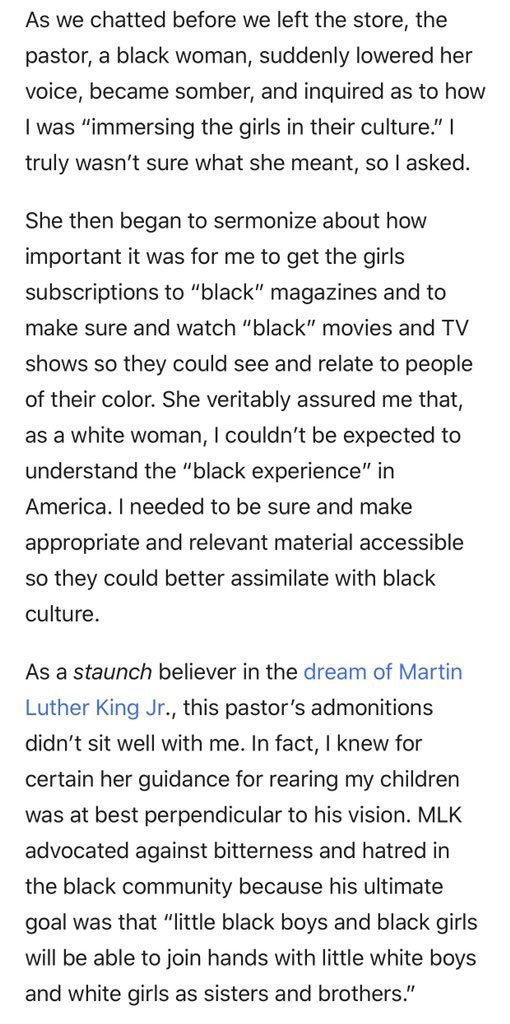 As we chatted before we left the store, the
pastor, a black woman, suddenly lowered her
voice, became somber, and inquired as to how
I was “immersing the girls in their culture.” I
truly wasn’t sure what she meant, so I asked.
She then began to sermonize about how
important it was for me to get the girls
subscriptions to “black” magazines and to
make sure and watch “black” movies and TV
shows so they could see and relate to people
of their color. She veritably assured me that,
as a white woman, I couldn’t be expected to
understand the “black experience” in
America. I needed to be sure and make
appropriate and relevant material accessible
so they could better assimilate with black
culture.
As a staunch believer in the dream of Martin
Luther King Jr., this pastor’s admonitions
didn’t sit well with me. In fact, I knew for
certain her guidance for rearing my children
was at best perpendicular to his vision. MLK
advocated against bitterness and hatred in
the black community because his ultimate
goal was that “little black boys and black girls
will be able to join hands with little white boys
and white girls as sisters and brothers.”